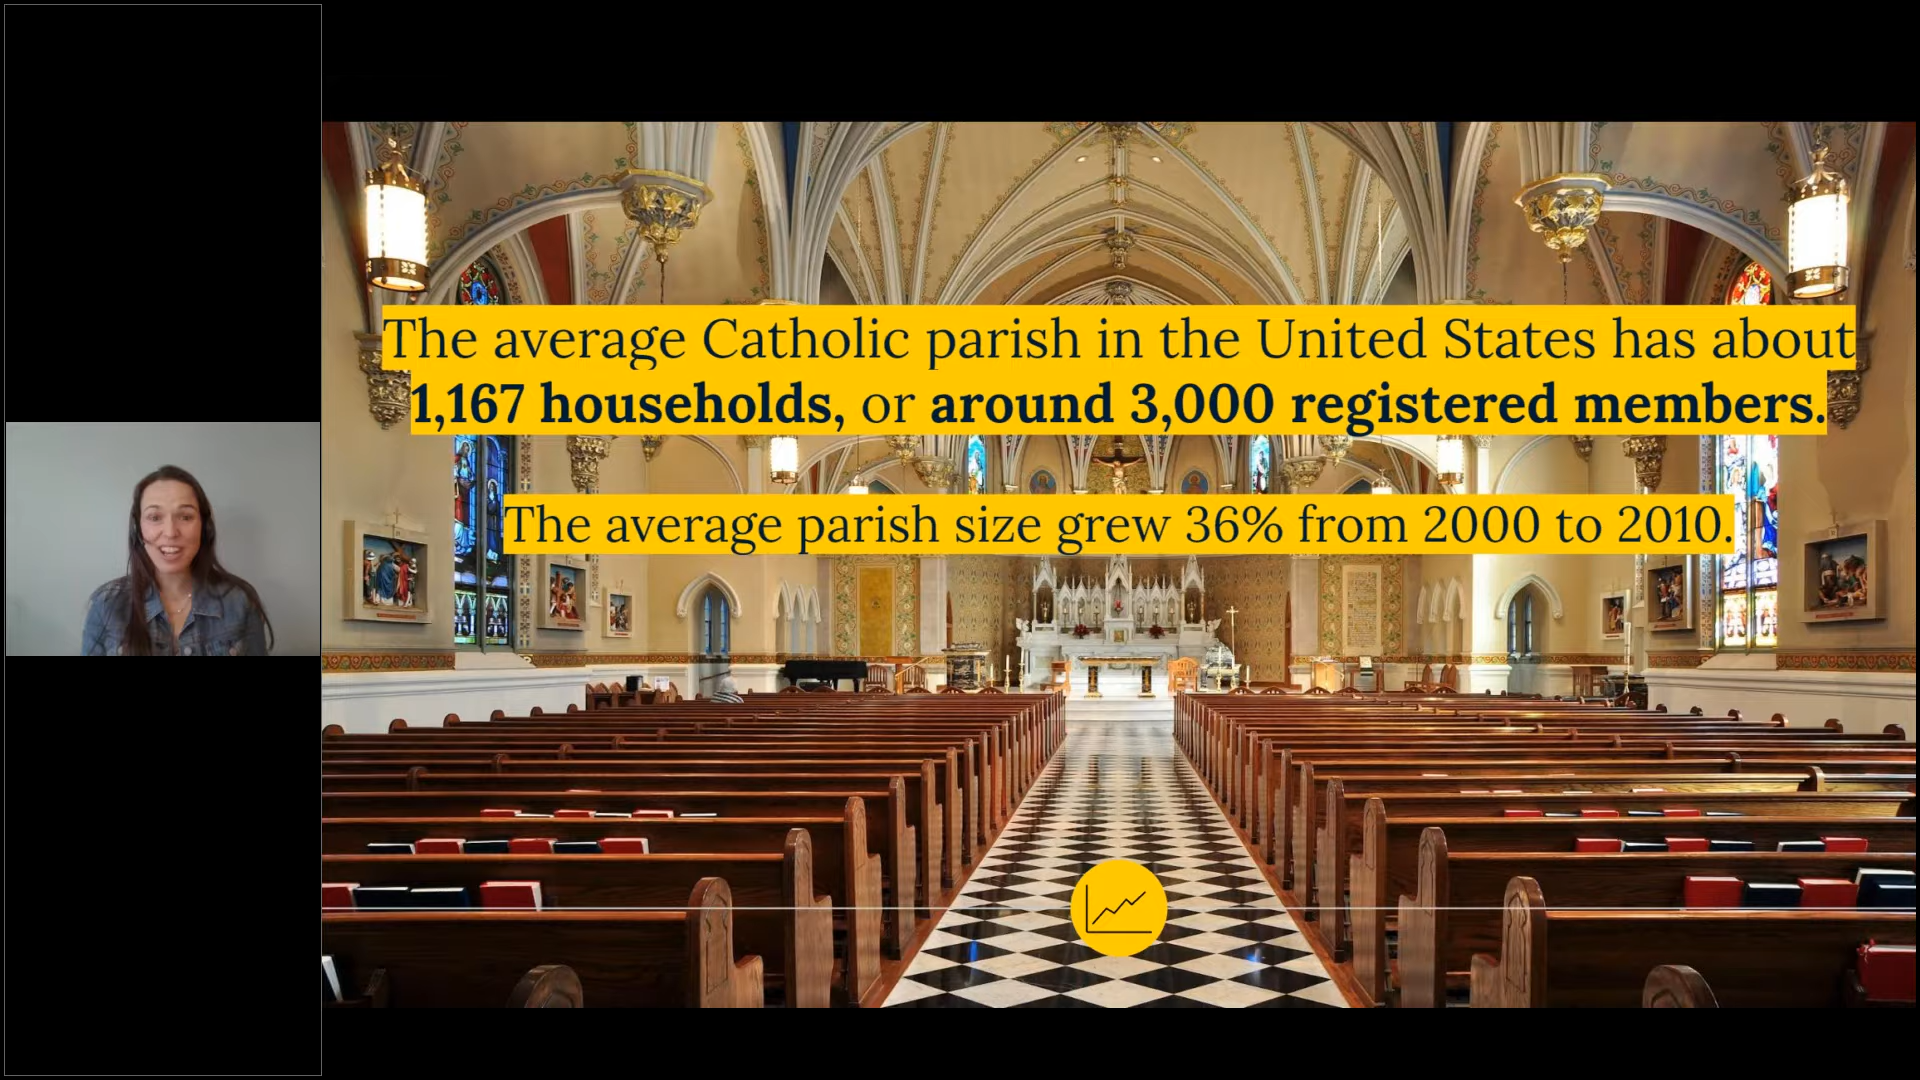 The average Catholic parish in the United States has about
1,167 households, or around 3,000 registered members.
The average parish size grew 36% from 2000 to 2010.